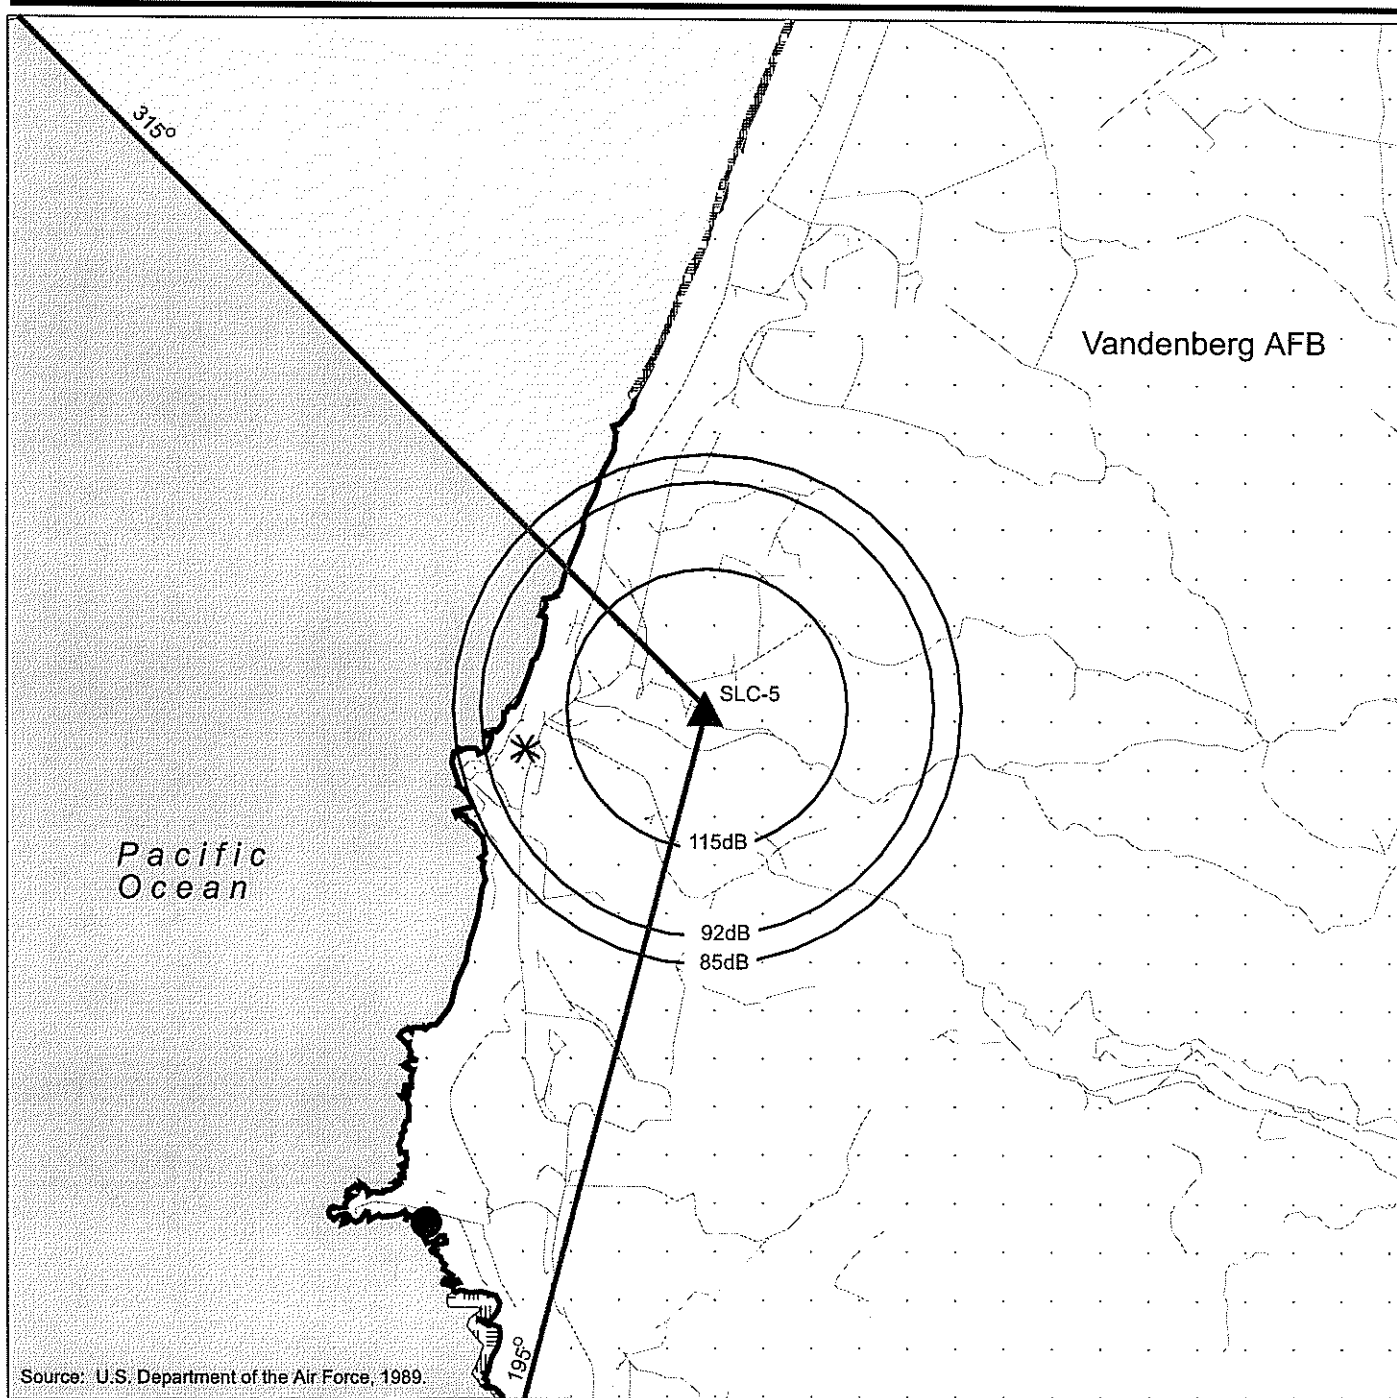 315°
Vandenberg AFB
SLC-5
115dB
Pacific
Ocean
92dB
85dB
195°
Source: U.S. Department of the Air Force, 1989.